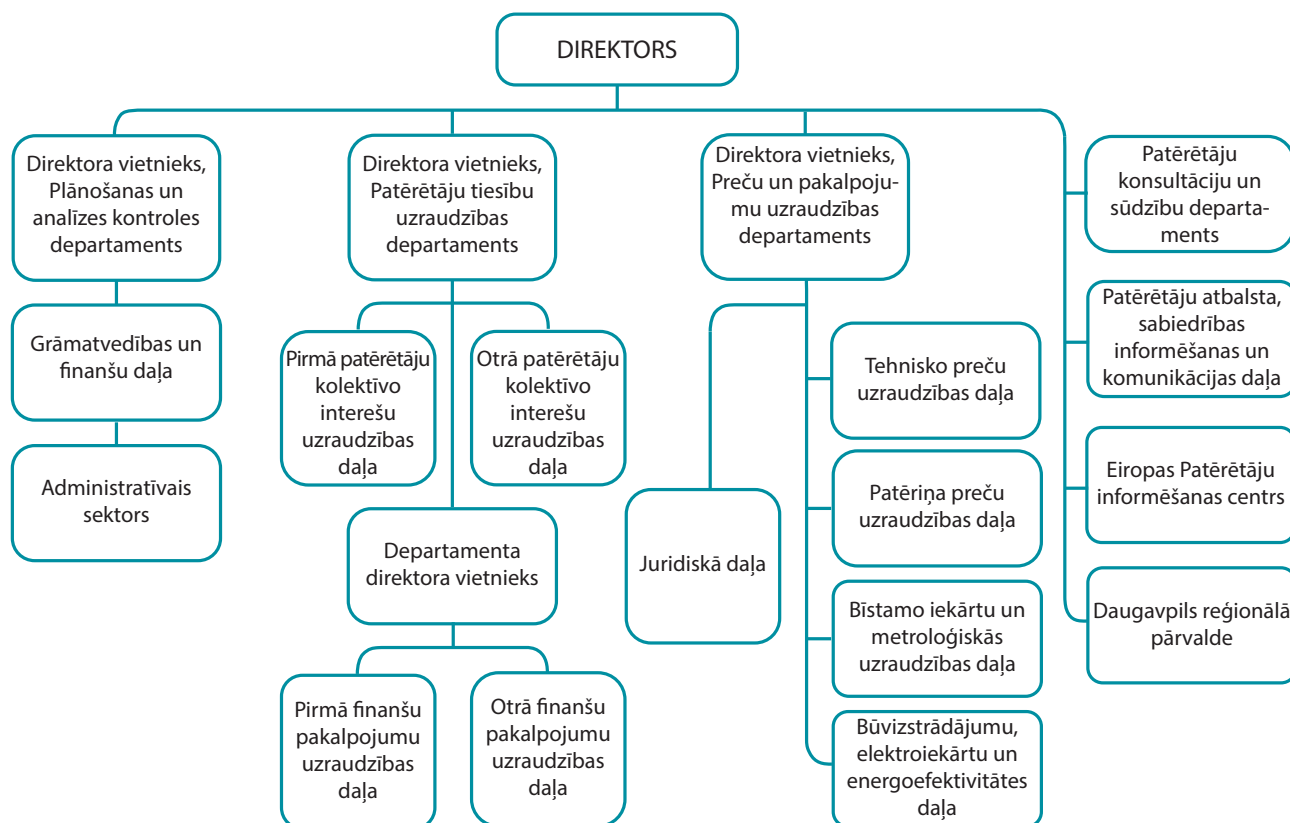 DIREKTORS
Direktora vietnieks,
Plānošanas un
analīzes kontroles
departaments
Grāmatvedības un
finanšu daļa
Administratīvais
sektors
Direktora vietnieks,
Patērētāju tiesību
uzraudzības
departaments
Pirmā patērētāju
kolektīvo
interešu
uzraudzības
daļa
Otrā patērētāju
kolektīvo
interešu
uzraudzības
daļa
Departamenta
direktora vietnieks
Pirmā finanšu
pakalpojumu
uzraudzības
daļa
Otrā finanšu
pakalpojumu
uzraudzības
daļa
Direktora vietnieks,
Preču un pakalpoju-
mu uzraudzības
departaments
Juridiskā daļa
Tehnisko preču
uzraudzības daļa
Patēriņa preču
uzraudzības daļa
Bīstamo iekārtu un
metroloģiskās
uzraudzības daļa
Būvizstrādājumu,
elektroiekārtu un
energoefektivitātes
daļa
Patērētāju
konsultāciju un
sūdzību departa-
ments
Patērētāju atbalsta,
sabiedrības
informēšanas un
komunikācijas daļa
Eiropas Patērētāju
informēšanas centrs
Daugavpils reģionālā
pārvalde